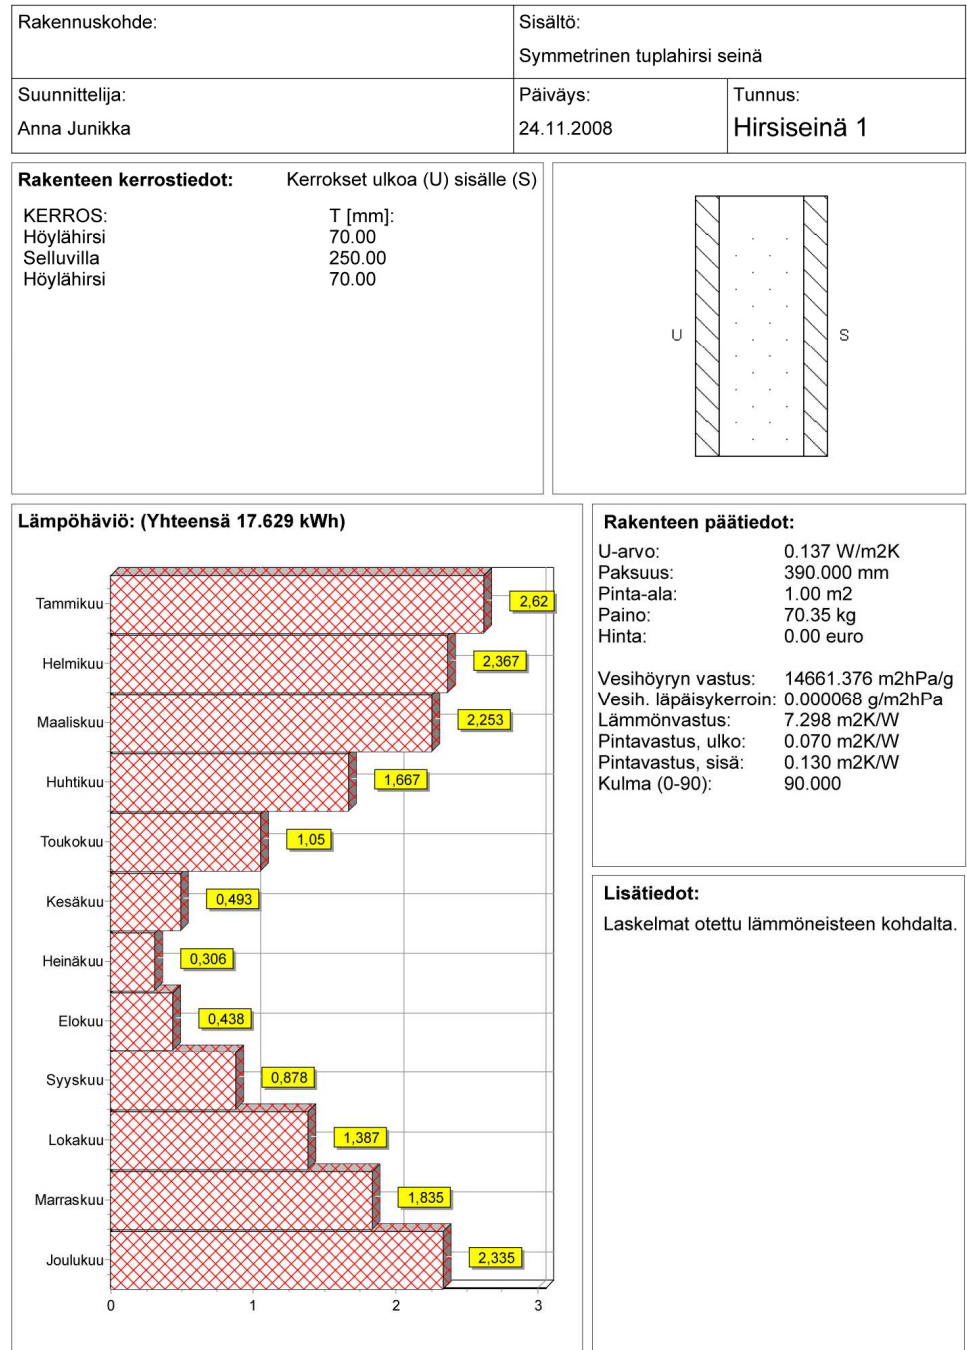 Rakennuskohde:
Sisältö:
Symmetrinen tuplahirsi seinä
Suunnittelija:
Anna Junikka
Päiväys:
24.11.2008
Tunnus:
Hirsiseinä 1
Rakenteen kerrostiedot: Kerrokset ulkoa (U) sisälle (S)
KERROS: T [mm]:
Höylähirsi 70.00
Selluvilla 250.00
Höylähirsi 70.00
U
S
Lämpöhäviö: (Yhteensä 17.629 kWh)
Tammikuu 2,62
Helmikuu 2,367
Maaliskuu 2,253
Huhtikuu 1,667
Toukokuu 1,05
Kesäkuu 0,493
Heinäkuu 0,306
Elokuu 0,438
Syyskuu 0,878
Lokakuu 1,387
Marraskuu 1,835
Joulukuu 2,335
0 1 2 3
Rakenteen päätiedot:
U-arvo: 0.137 W/m2K
Paksuus: 390.000 mm
Pinta-ala: 1.00 m2
Paino: 70.35 kg
Hinta: 0.00 euro
Vesihöyryn vastus: 14661.376 m2hPa/g
Vesih. läpäisykerroin: 0.000068 g/m2hPa
Lämmönvastus: 7.298 m2K/W
Pintavastus, ulko: 0.070 m2K/W
Pintavastus, sisä: 0.130 m2K/W
Kulma (0-90): 90.000
Lisätiedot:
Laskelmat otettu lämmöneisteen kohdalta.